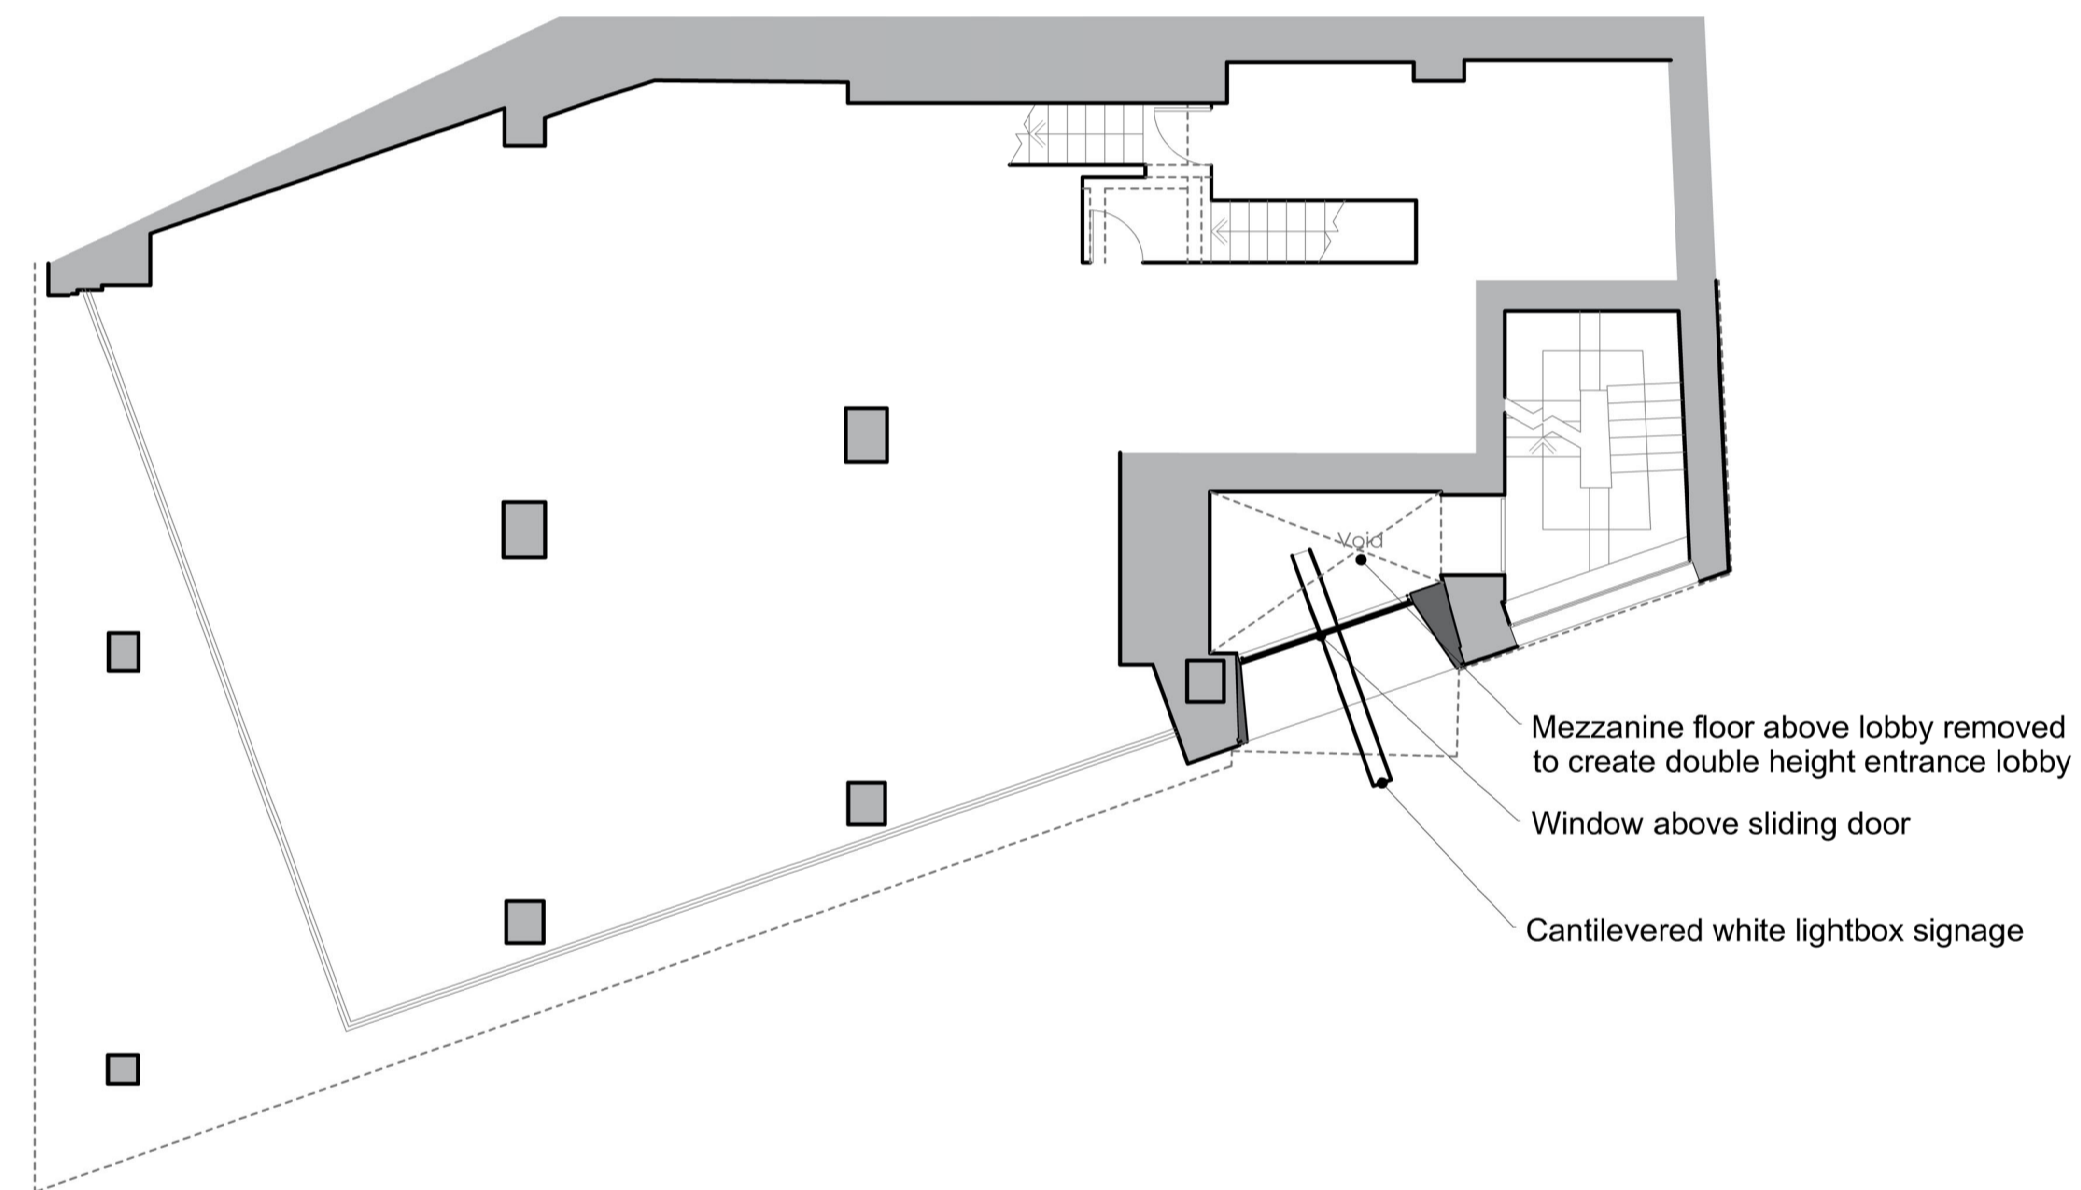 Void
Mezzanine floor above lobby removed
to create double height entrance lobby
Window above sliding door
Cantilevered white lightbox signage